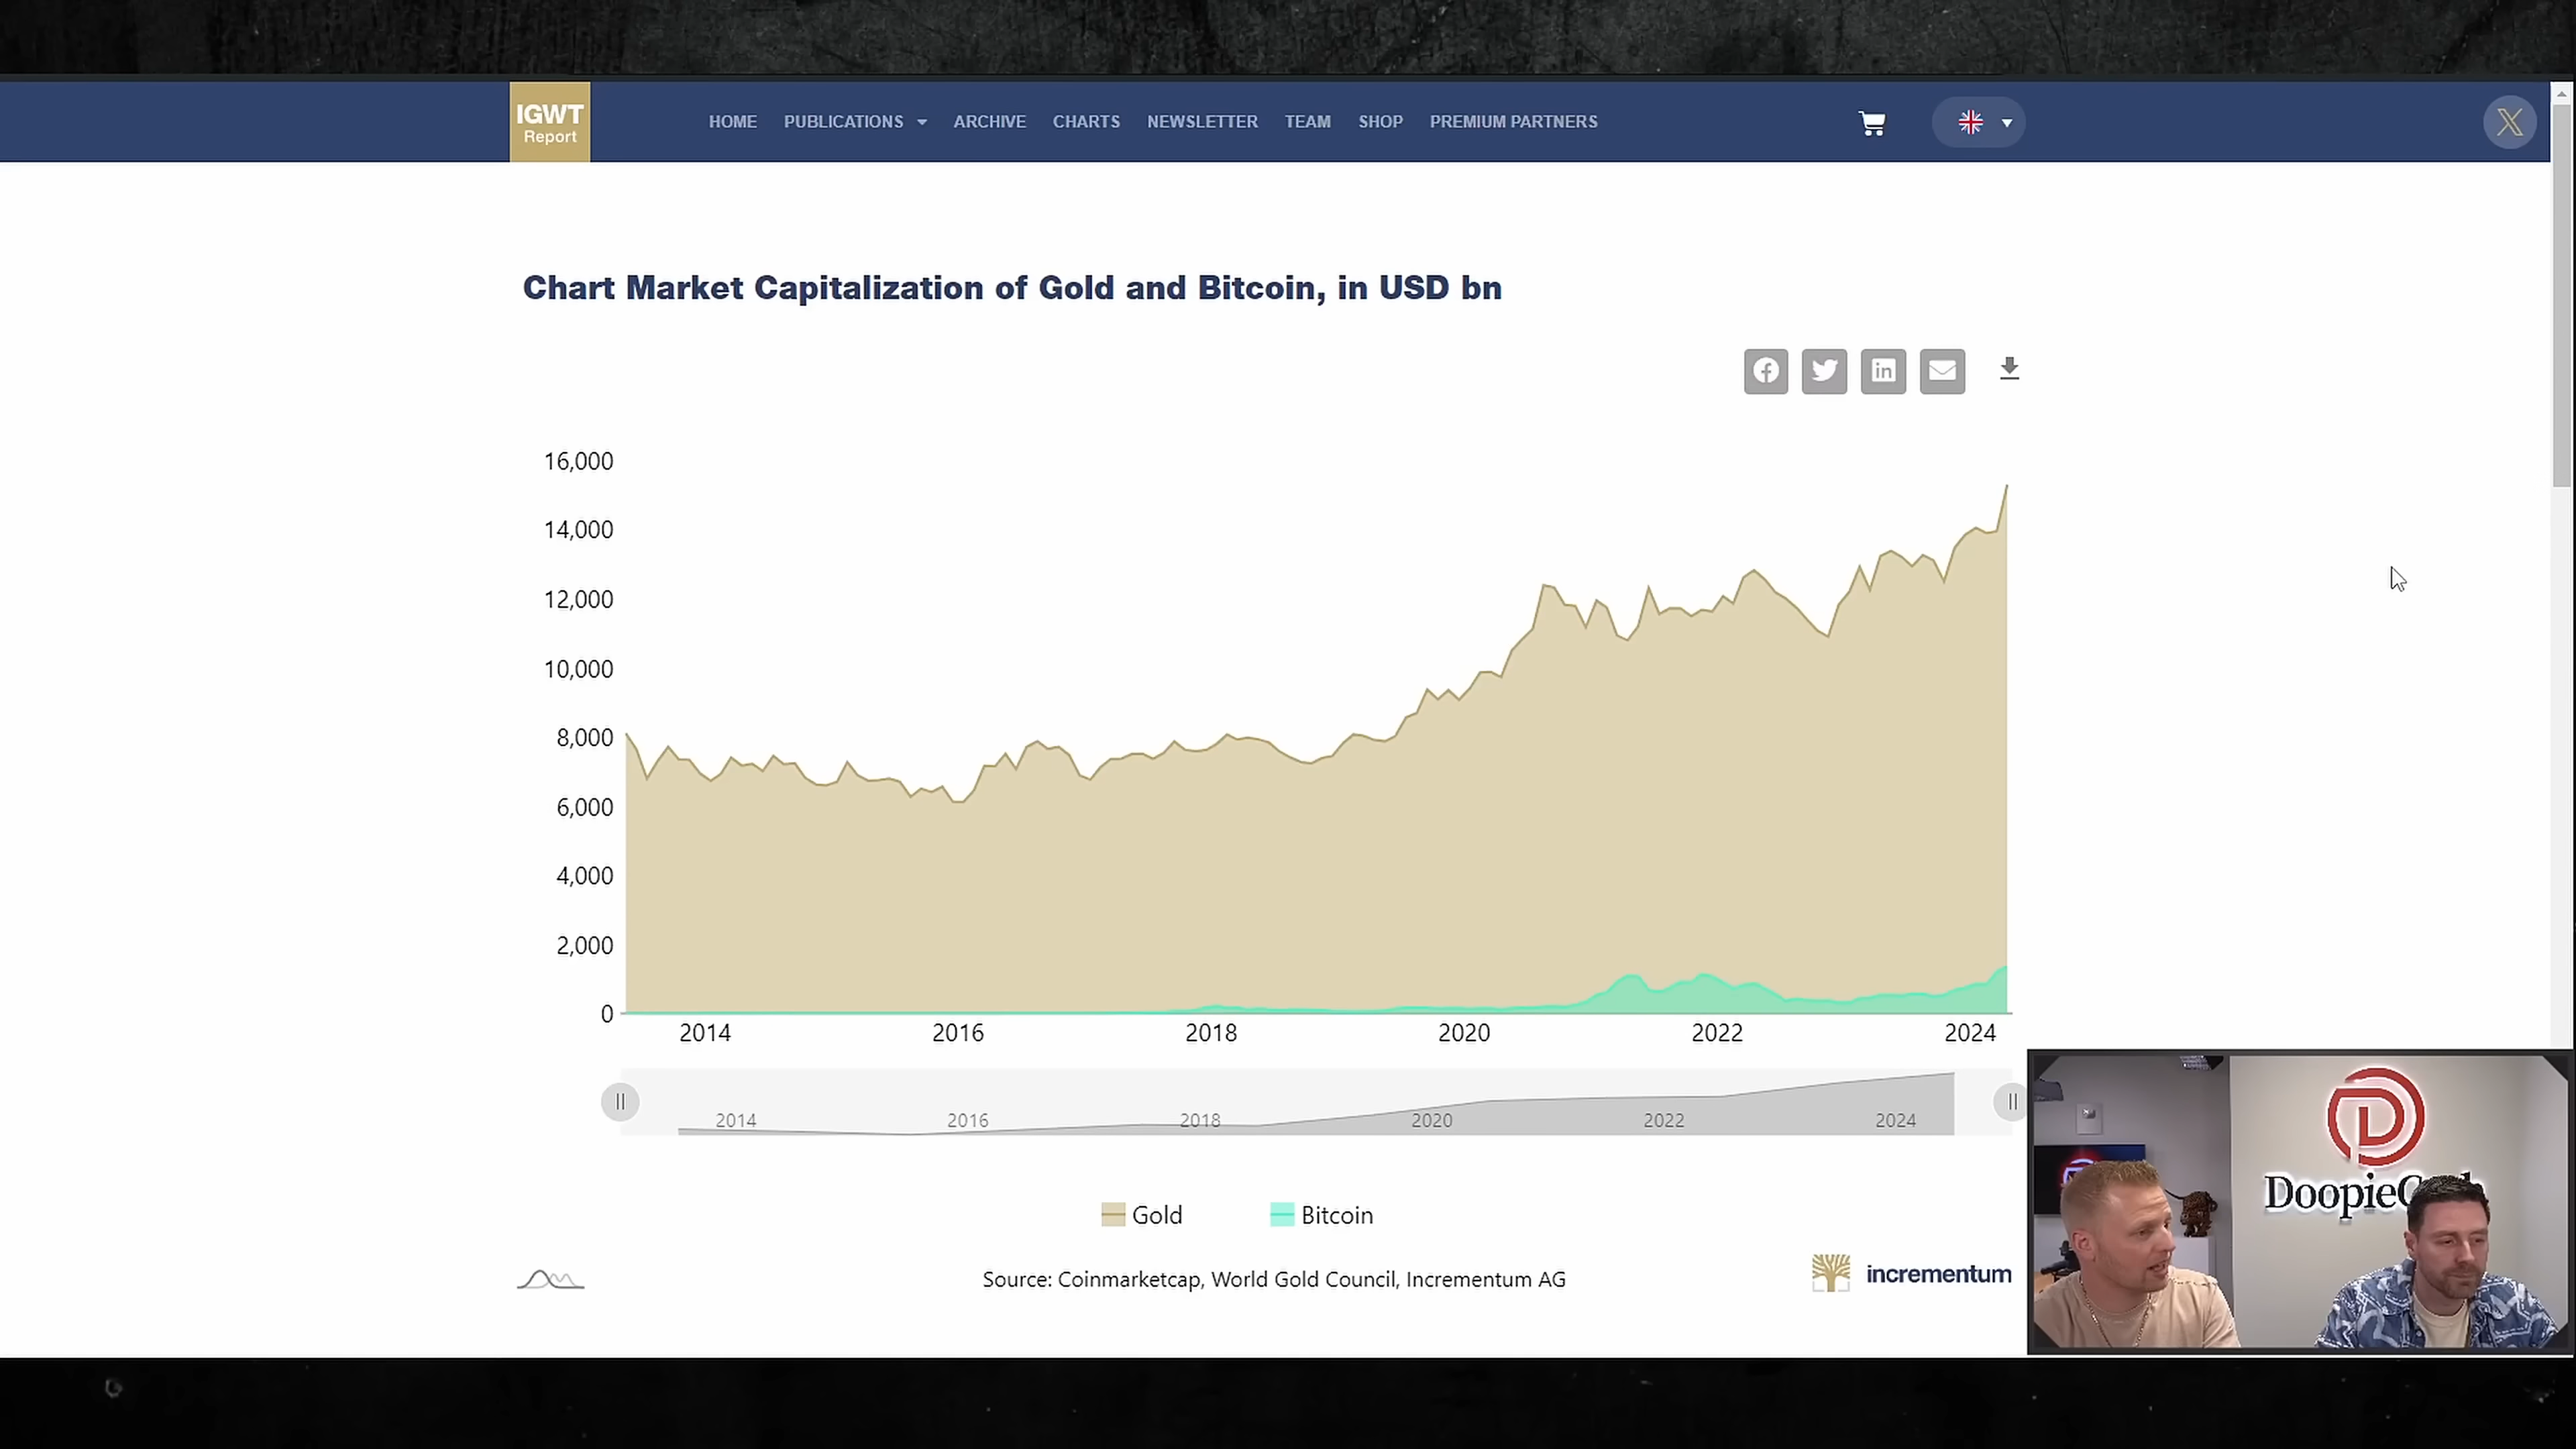 IGWT
Report
HOME PUBLICATIONS ARCHIVE CHARTS NEWSLETTER TEAM SHOP PREMIUM PARTNERS
Chart Market Capitalization of Gold and Bitcoin, in USD bn
16,000
14,000
12,000
10,000
8,000
6,000
4,000
2,000
0
2014 2016 2018 2020 2022 2024
2014 2016 2018 2020 2022 2024
Gold Bitcoin
Source: Coinmarketcap, World Gold Council, Incrementum AG
incrementum